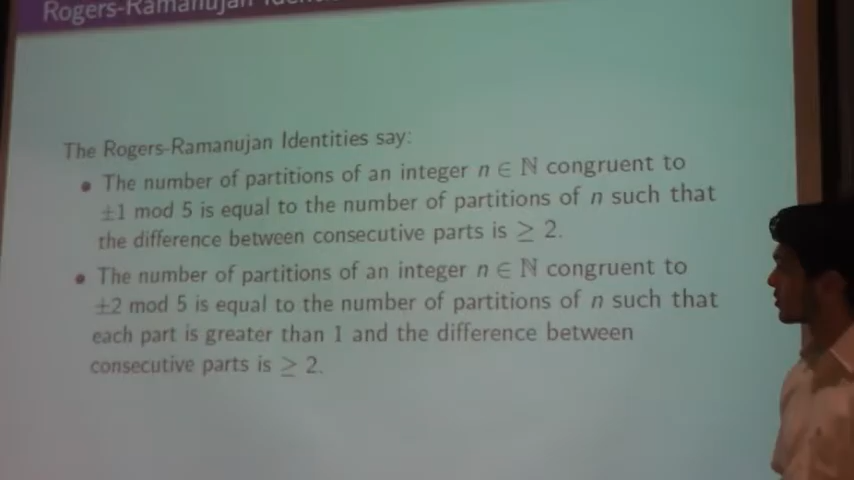 Rogers-Ramanujan
The Rogers-Ramanujan Identities say:
• The number of partitions of an integer n ∈ ℕ congruent to
±1 mod 5 is equal to the number of partitions of n such that
the difference between consecutive parts is ≥ 2.
• The number of partitions of an integer n ∈ ℕ congruent to
±2 mod 5 is equal to the number of partitions of n such that
each part is greater than 1 and the difference between
consecutive parts is ≥ 2.